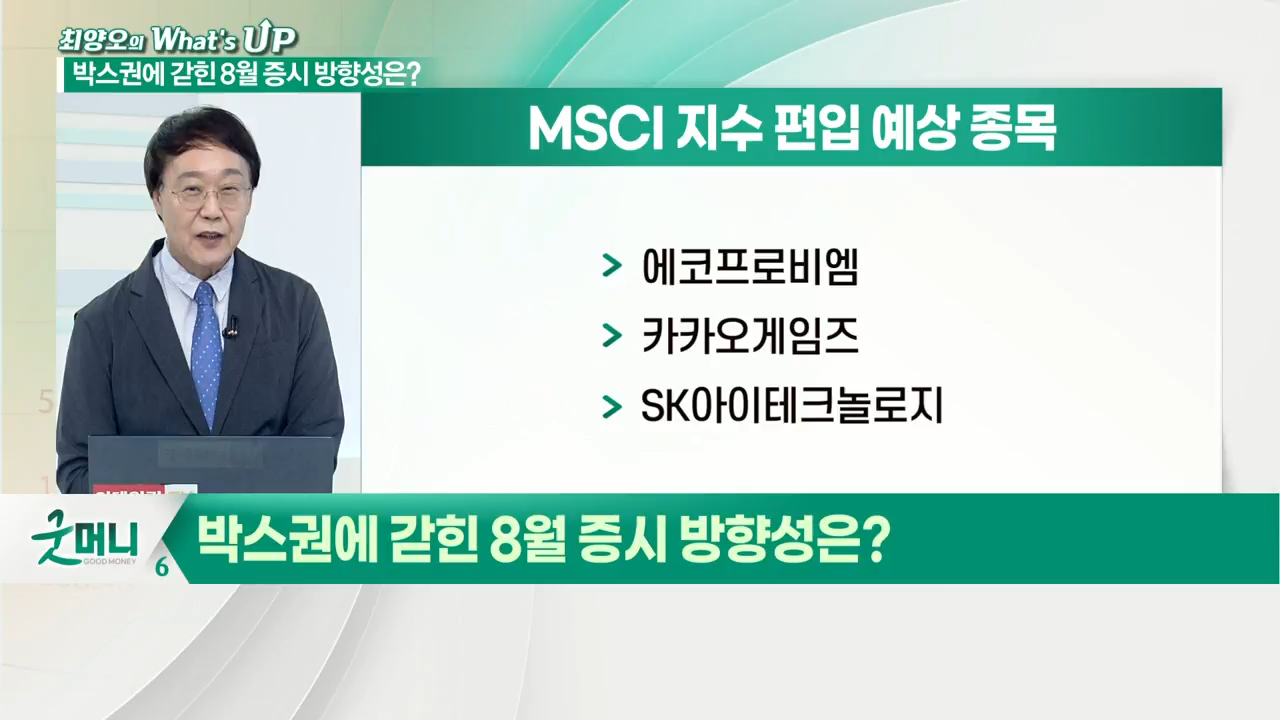 최양오의 What's UP
박스권에 갇힌 8월 증시 방향성은?
MSCI 지수 편입 예상 종목
> 에코프로비엠
> 카카오게임즈
> SK아이테크놀로지
5
1
굿머니
GOOD MONEY
6
박스권에 갇힌 8월 증시 방향성은?